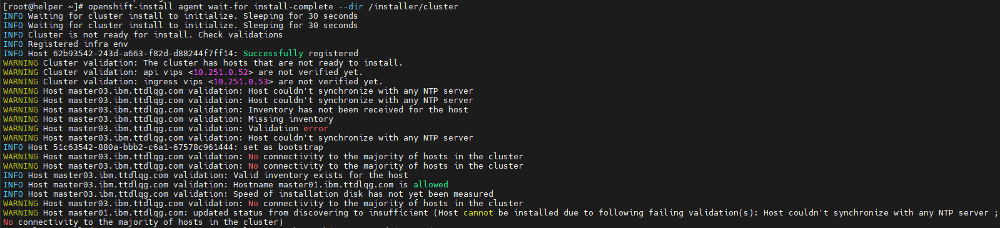 [root@helper ~]# openshift-install agent wait-for install-complete --dir /installer/cluster
INFO Waiting for cluster install to initialize. Sleeping for 30 seconds
INFO Waiting for cluster install to initialize. Sleeping for 30 seconds
INFO Cluster is not ready for install. Check validations
INFO Registered infra env
INFO Host 62b93542-243d-a663-f82d-d88244f7ff14: Successfully registered
WARNING Cluster validation: The cluster has hosts that are not ready to install.
WARNING Cluster validation: api vips <10.251.0.52> are not verified yet.
WARNING Cluster validation: ingress vips <10.251.0.53> are not verified yet.
WARNING Host master03.ibm.ttdlqg.com validation: Host couldn't synchronize with any NTP server
WARNING Host master03.ibm.ttdlqg.com validation: Host couldn't synchronize with any NTP server
WARNING Host master03.ibm.ttdlqg.com validation: Inventory has not been received for the host
WARNING Host master03.ibm.ttdlqg.com validation: Missing inventory
WARNING Host master03.ibm.ttdlqg.com validation: Validation error
WARNING Host master03.ibm.ttdlqg.com validation: Host couldn't synchronize with any NTP server
INFO Host 51c63542-880a-bbb2-c6a1-67578c961444: set as bootstrap
WARNING Host master03.ibm.ttdlqg.com validation: No connectivity to the majority of hosts in the cluster
WARNING Host master03.ibm.ttdlqg.com validation: No connectivity to the majority of hosts in the cluster
INFO Host master03.ibm.ttdlqg.com validation: Valid inventory exists for the host
INFO Host master03.ibm.ttdlqg.com validation: Hostname master01.ibm.ttdlqg.com is allowed
INFO Host master03.ibm.ttdlqg.com validation: Speed of installation disk has not yet been measured
WARNING Host master03.ibm.ttdlqg.com validation: No connectivity to the majority of hosts in the cluster
WARNING Host master01.ibm.ttdlqg.com: updated status from discovering to insufficient (Host cannot be installed due to following failing validation(s): Host couldn't synchronize with any NTP server ;
No connectivity to the majority of hosts in the cluster)